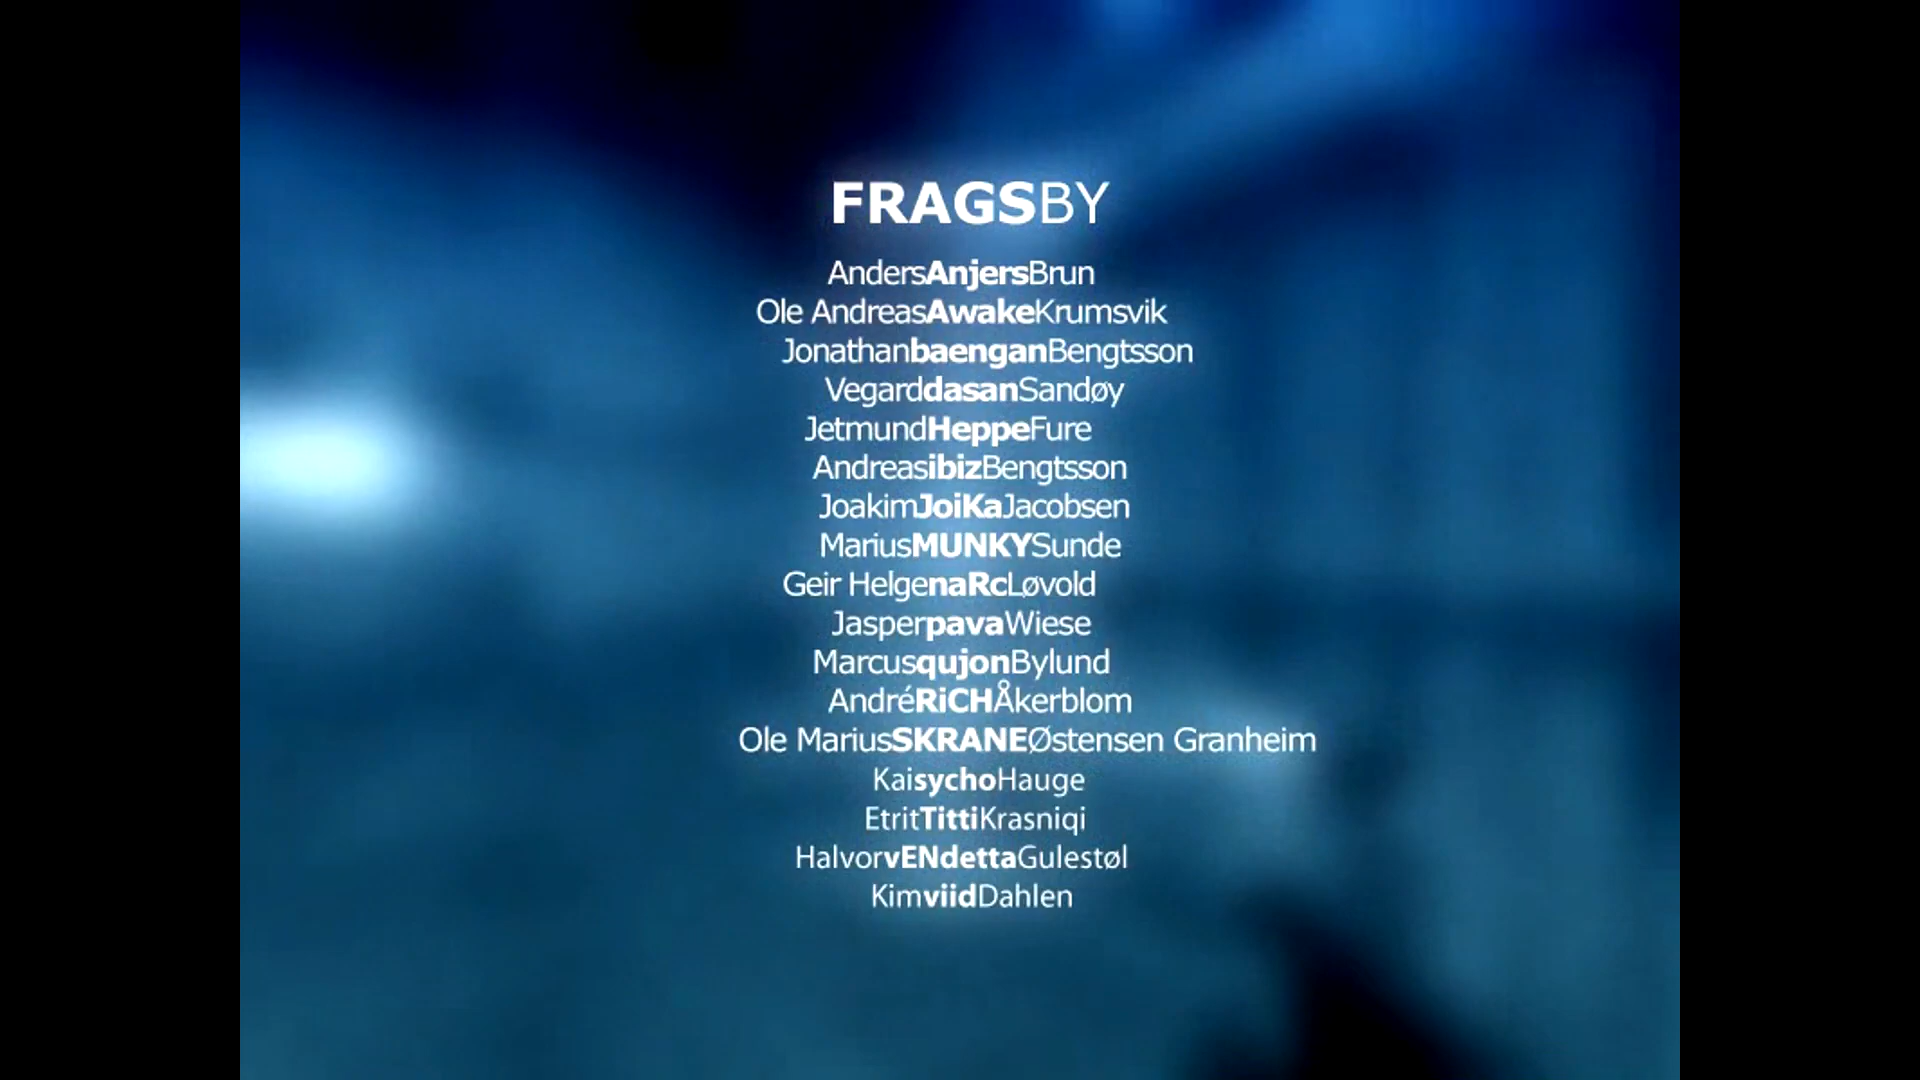 FRAGSBY
AndersAnjersBrun
Ole AndreasAwakeKrumsvik
JonathanbaenganBengtsson
VegarddasanSandøy
JetmundHeppeFure
AndreasibizBengtsson
JoakimJoiKaJacobsen
MariusMUNKYSunde
Geir HelgenaRcLøvold
JasperpavaWiese
MarcusqujonBylund
AndréRiCHÅkerblom
Ole MariusSKRANEØstensen Granheim
KaisychoHauge
EtritTittiKrasniqi
HalvorvENdettaGulestøl
KimviidDahlen